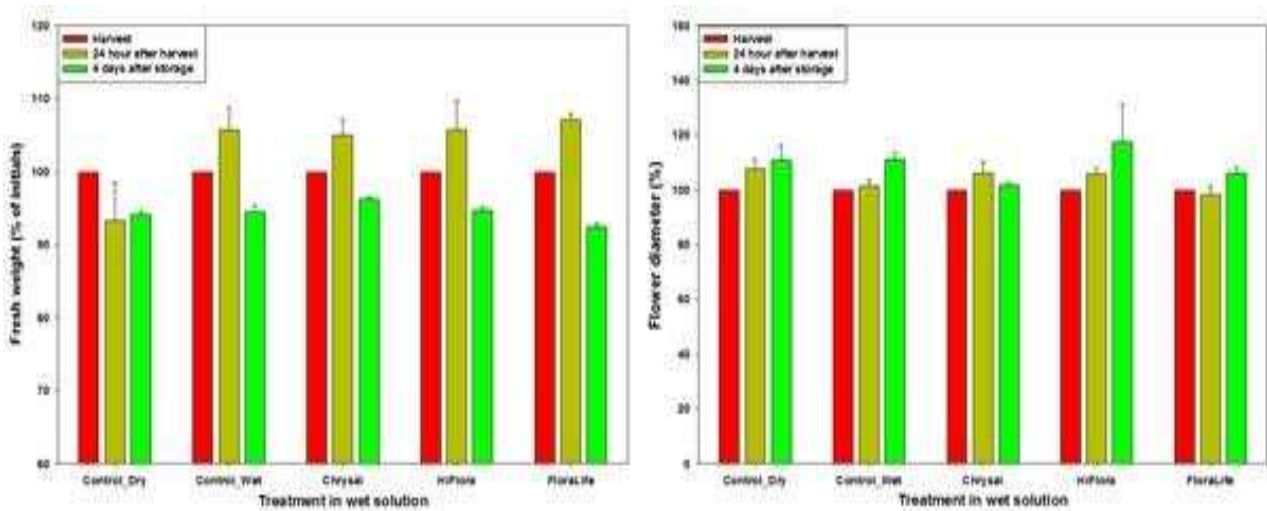 Fresh weight (% of initials)
120
110
100
90
80
70
60
Harvest
24 hour after harvest
4 days after storage
Control_Dry
Control_Wet
Chrysal
HiFlora
FloraLife
Treatment in wet solution
Flower diameter (%)
160
140
120
100
80
60
40
20
0
Harvest
24 hour after harvest
4 days after storage
Control_Dry
Control_Wet
Chrysal
HiFlora
FloraLife
Treatment in wet solution